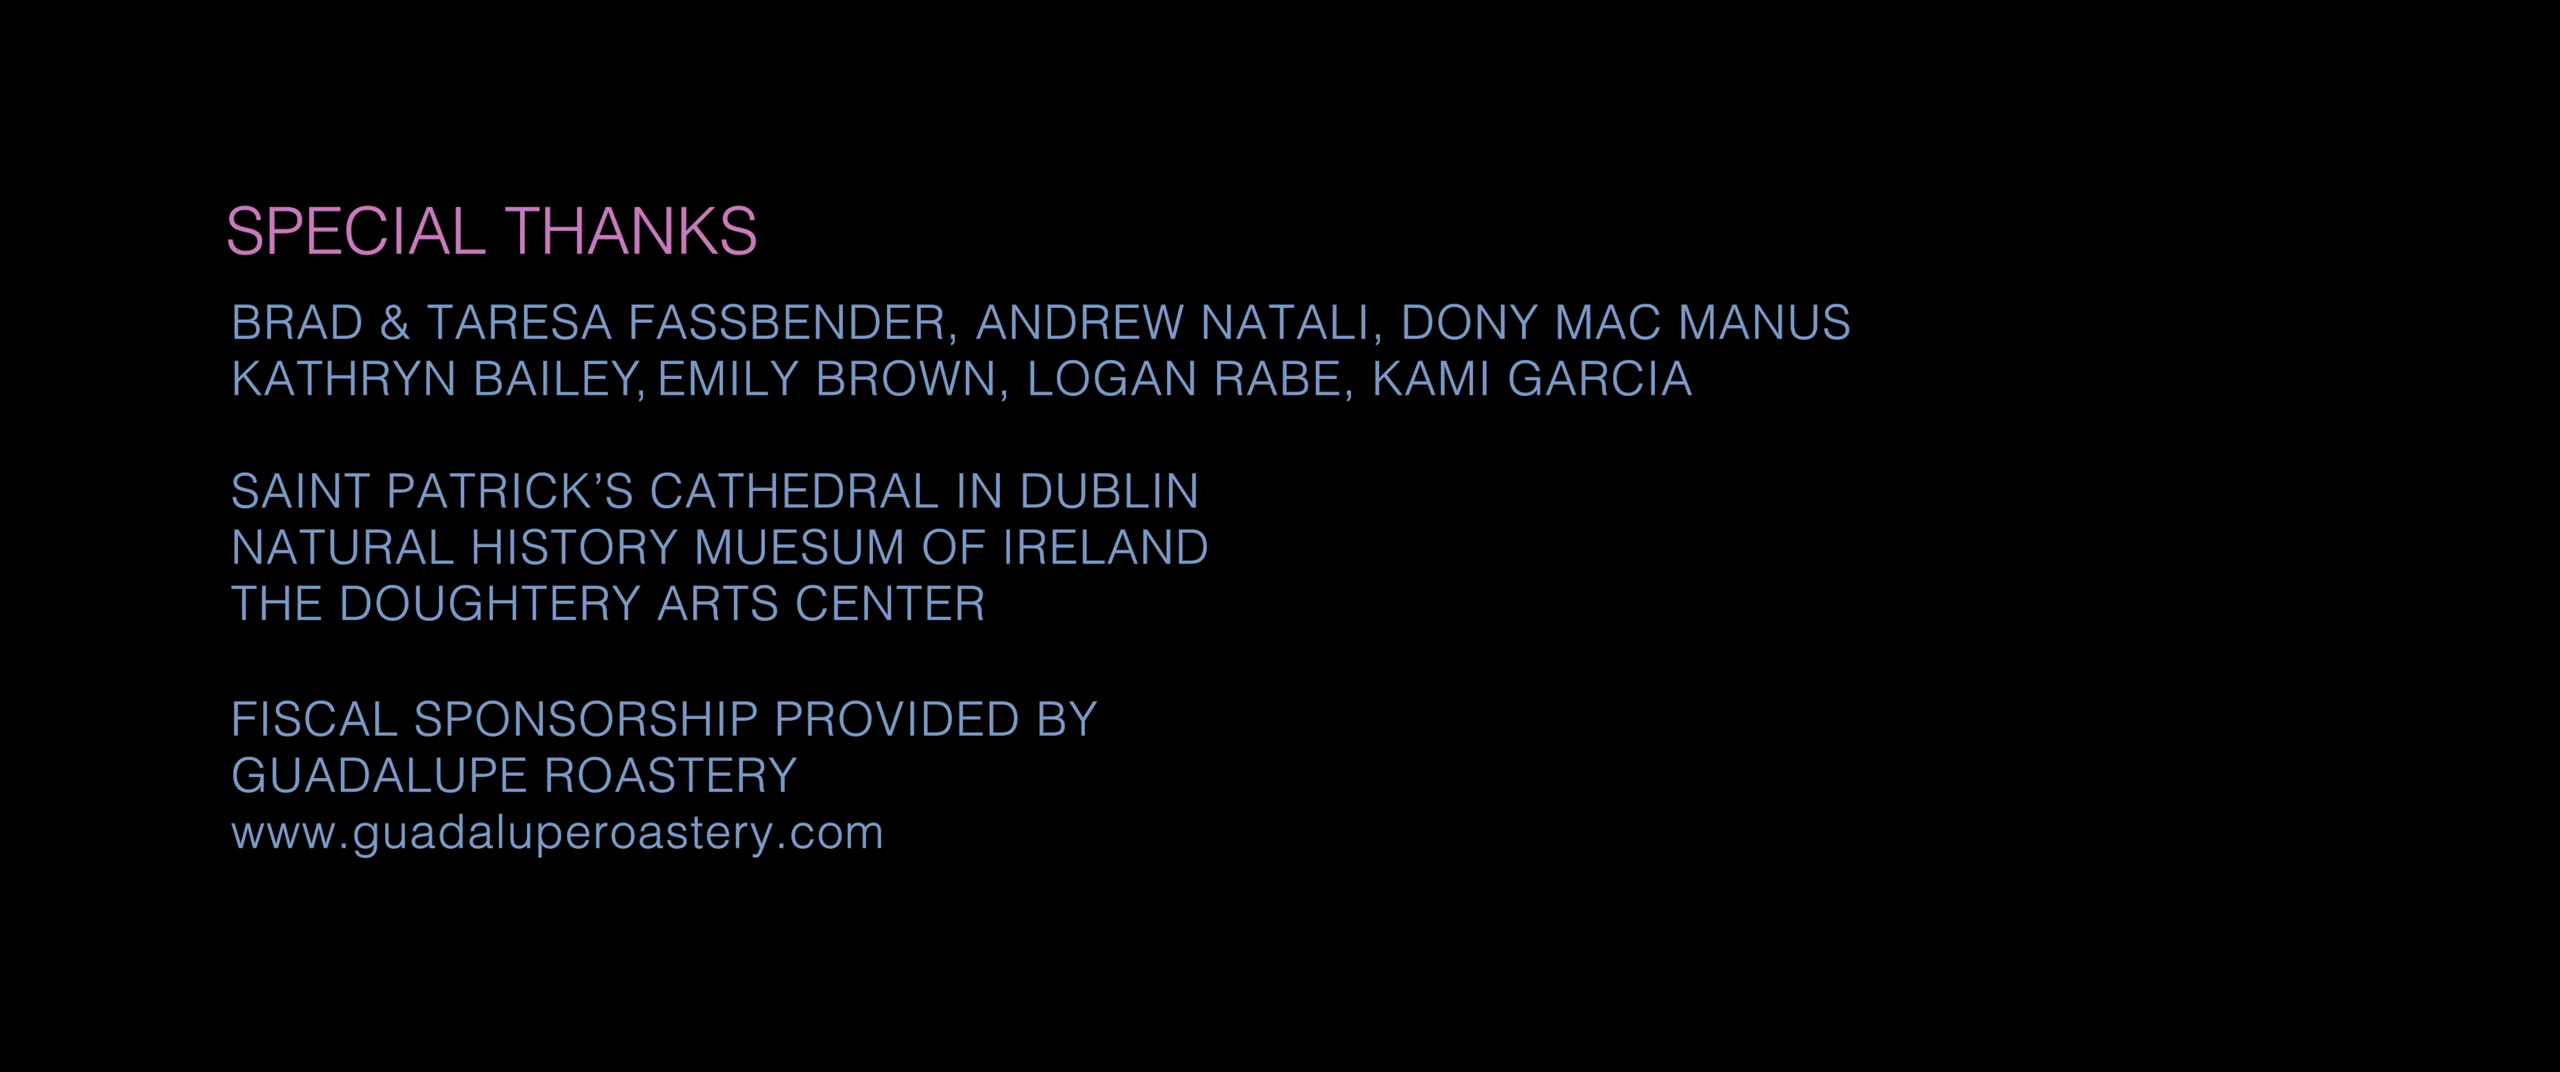 SPECIAL THANKS
BRAD & TARESA FASSBENDER, ANDREW NATALI, DONY MAC MANUS
KATHRYN BAILEY, EMILY BROWN, LOGAN RABE, KAMI GARCIA
SAINT PATRICK’S CATHEDRAL IN DUBLIN
NATURAL HISTORY MUESUM OF IRELAND
THE DOUGHTERY ARTS CENTER
FISCAL SPONSORSHIP PROVIDED BY
GUADALUPE ROASTERY
www.guadaluperoastery.com